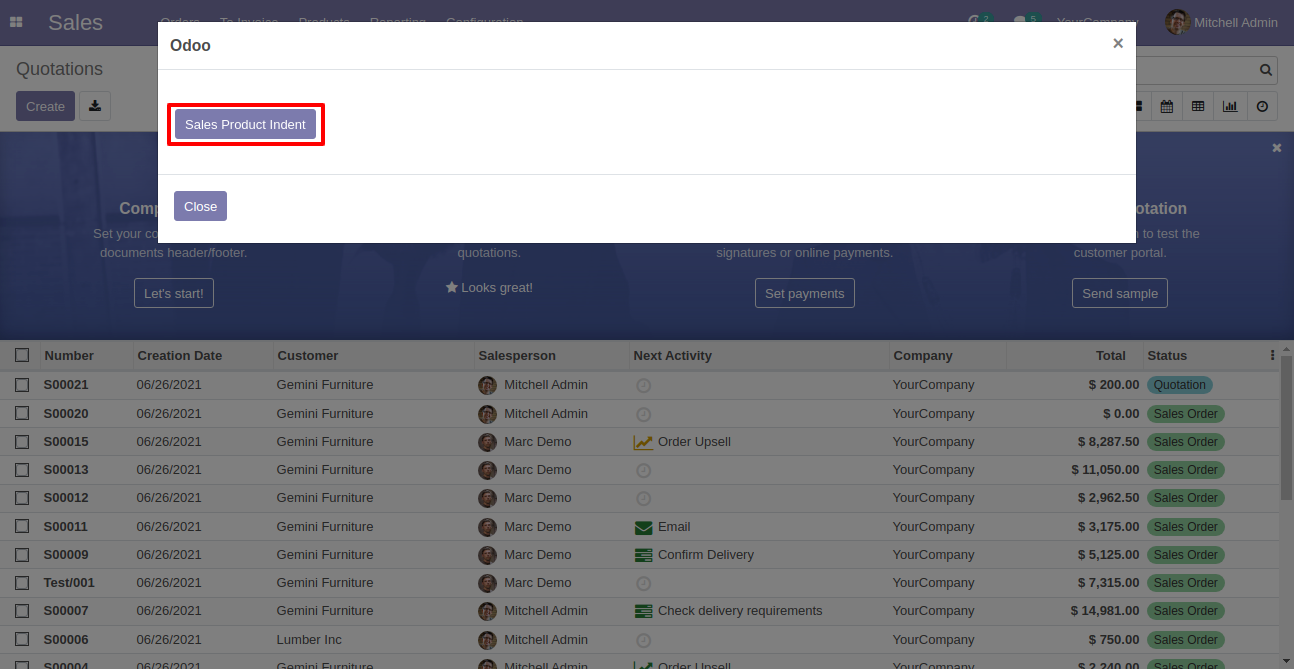 Sales Orders To Invoice Products Reporting Configuration 2 5 YourCompany Mitchell Admin
Odoo ×
Quotations
Create
Sales Product Indent
Close
Set your co
documents header/footer.
Let's start!
quotations.
Looks great!
signatures or online payments.
Set payments
otation
to test the
customer portal.
Send sample
Number Creation Date Customer Salesperson Next Activity Company Total Status
S00021 06/26/2021 Gemini Furniture Mitchell Admin YourCompany $ 200.00 Quotation
S00020 06/26/2021 Gemini Furniture Mitchell Admin YourCompany $ 0.00 Sales Order
S00015 06/26/2021 Gemini Furniture Marc Demo Order Upsell YourCompany $ 8,287.50 Sales Order
S00013 06/26/2021 Gemini Furniture Marc Demo YourCompany $ 11,050.00 Sales Order
S00012 06/26/2021 Gemini Furniture Marc Demo YourCompany $ 2,962.50 Sales Order
S00011 06/26/2021 Gemini Furniture Marc Demo Email YourCompany $ 3,175.00 Sales Order
S00009 06/26/2021 Gemini Furniture Marc Demo Confirm Delivery YourCompany $ 5,125.00 Sales Order
Test/001 06/26/2021 Gemini Furniture Marc Demo YourCompany $ 7,315.00 Sales Order
S00007 06/26/2021 Gemini Furniture Mitchell Admin Check delivery requirements YourCompany $ 14,981.00 Sales Order
S00006 06/26/2021 Lumber Inc Mitchell Admin YourCompany $ 750.00 Sales Order
S00004 06/26/2021 Gemini Furniture Mitchell Admin Order Upsell YourCompany $ 2,240.00 Sales Order